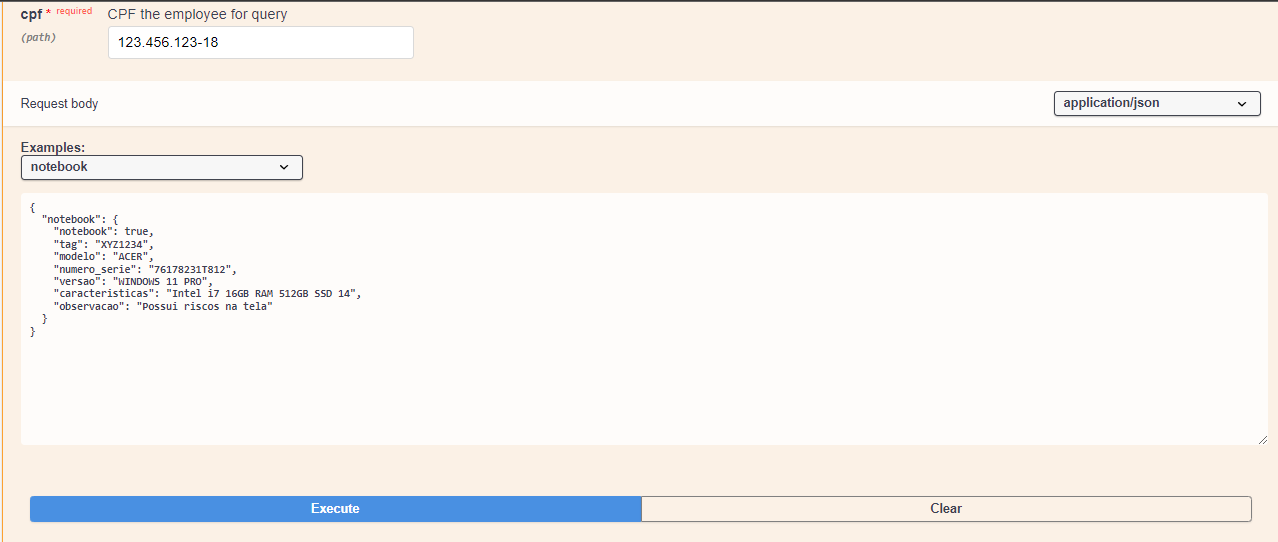 cpf * required CPF the employee for query
(path)
123.456.123-18
Request body
application/json
Examples:
notebook
{
"notebook": {
"notebook": true,
"tag": "XYZ1234",
"modelo": "ACER",
"numero_serie": "76178231T812",
"versao": "WINDOWS 11 PRO",
"caracteristicas": "Intel i7 16GB RAM 512GB SSD 14",
"observacao": "Possui riscos na tela"
}
}
Execute
Clear